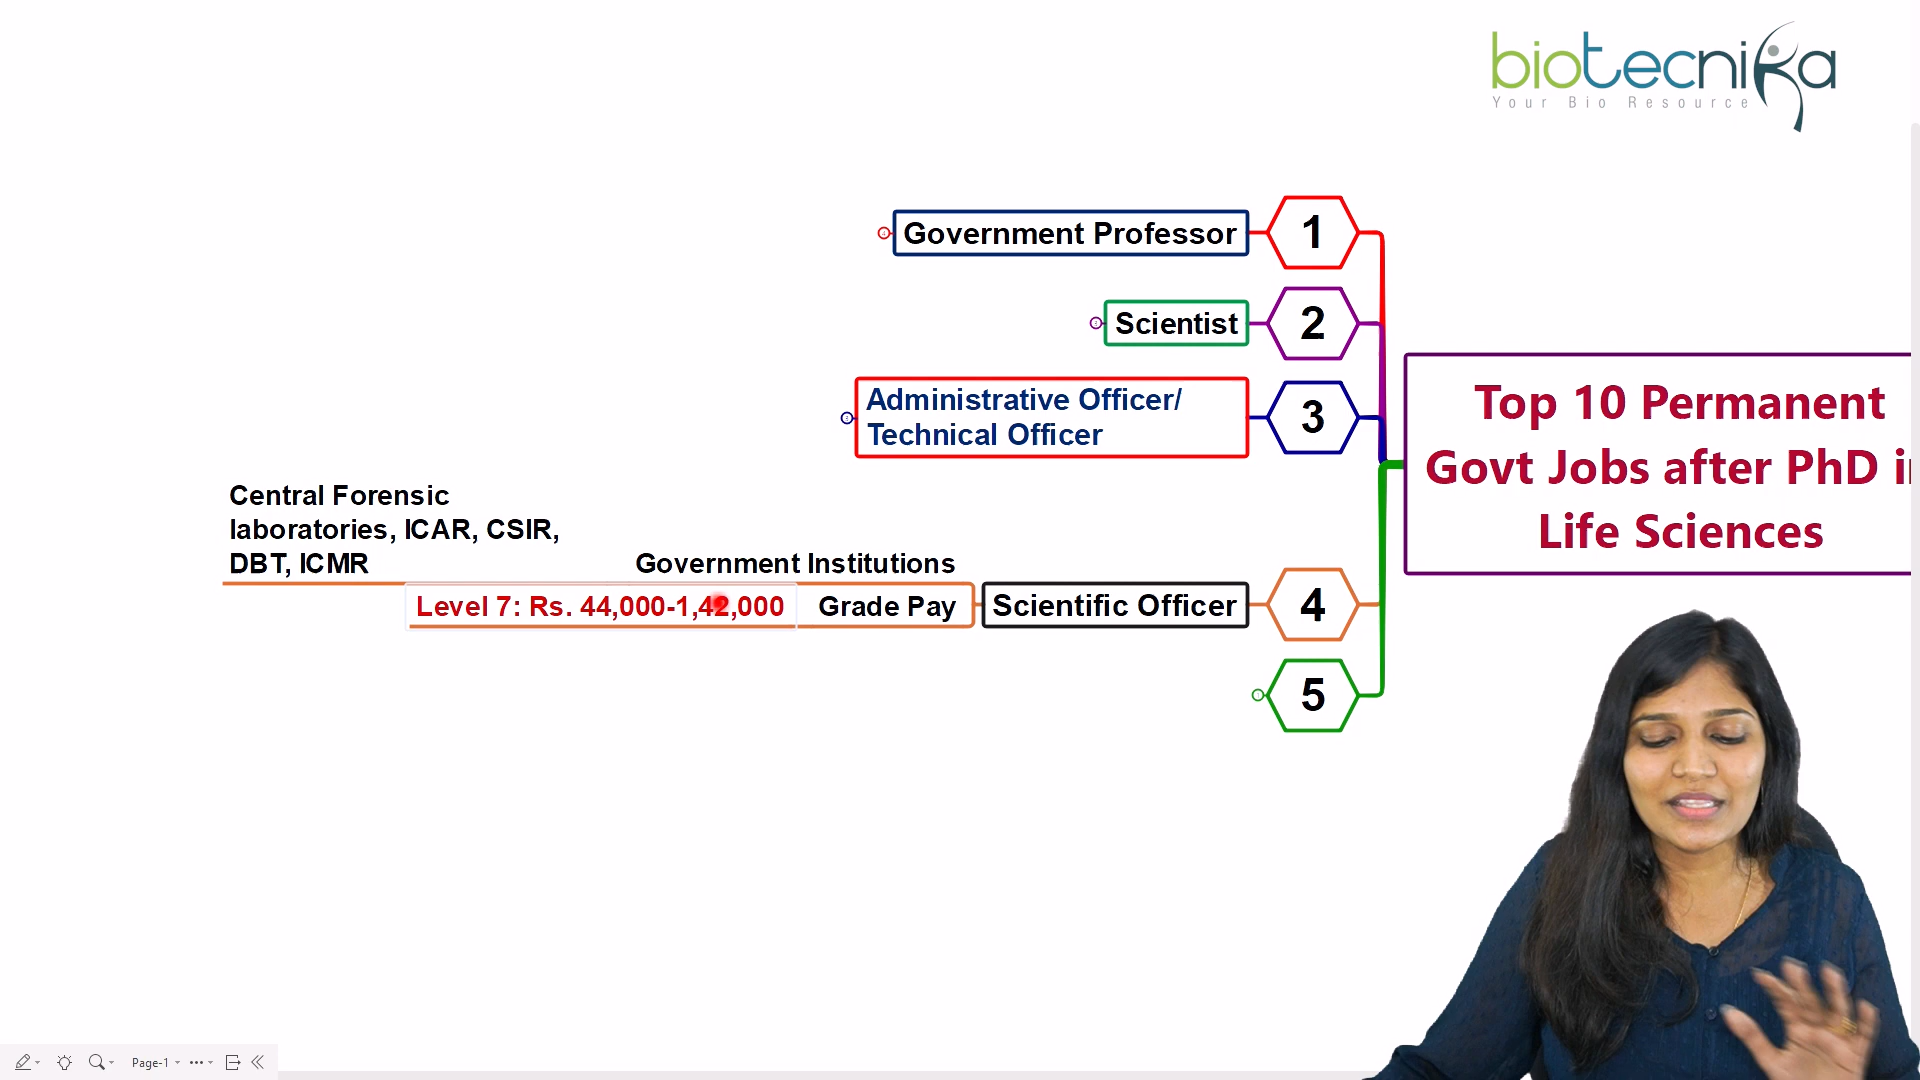 biotecnika
Your Bio Resource
Government Professor
1
Scientist
2
Administrative Officer/
Technical Officer
3
Top 10 Permanent
Govt Jobs after PhD in
Life Sciences
Central Forensic
laboratories, ICAR, CSIR,
DBT, ICMR
Government Institutions
Level 7: Rs. 44,000-1,42,000
Grade Pay
Scientific Officer
4
5
Page-1